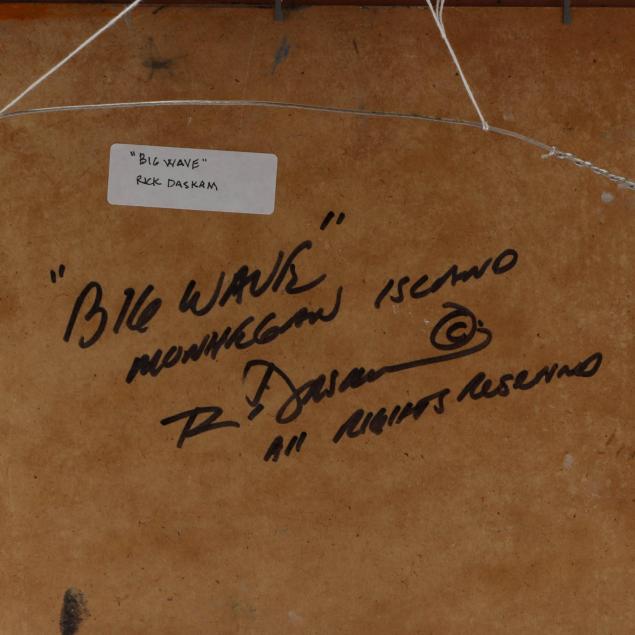 "BIG WAVE"
RICK DASKAM
"BIG WAVE"
MONHEGAN ISLAND
R. Daskam ©
All RIGHTS RESERVED